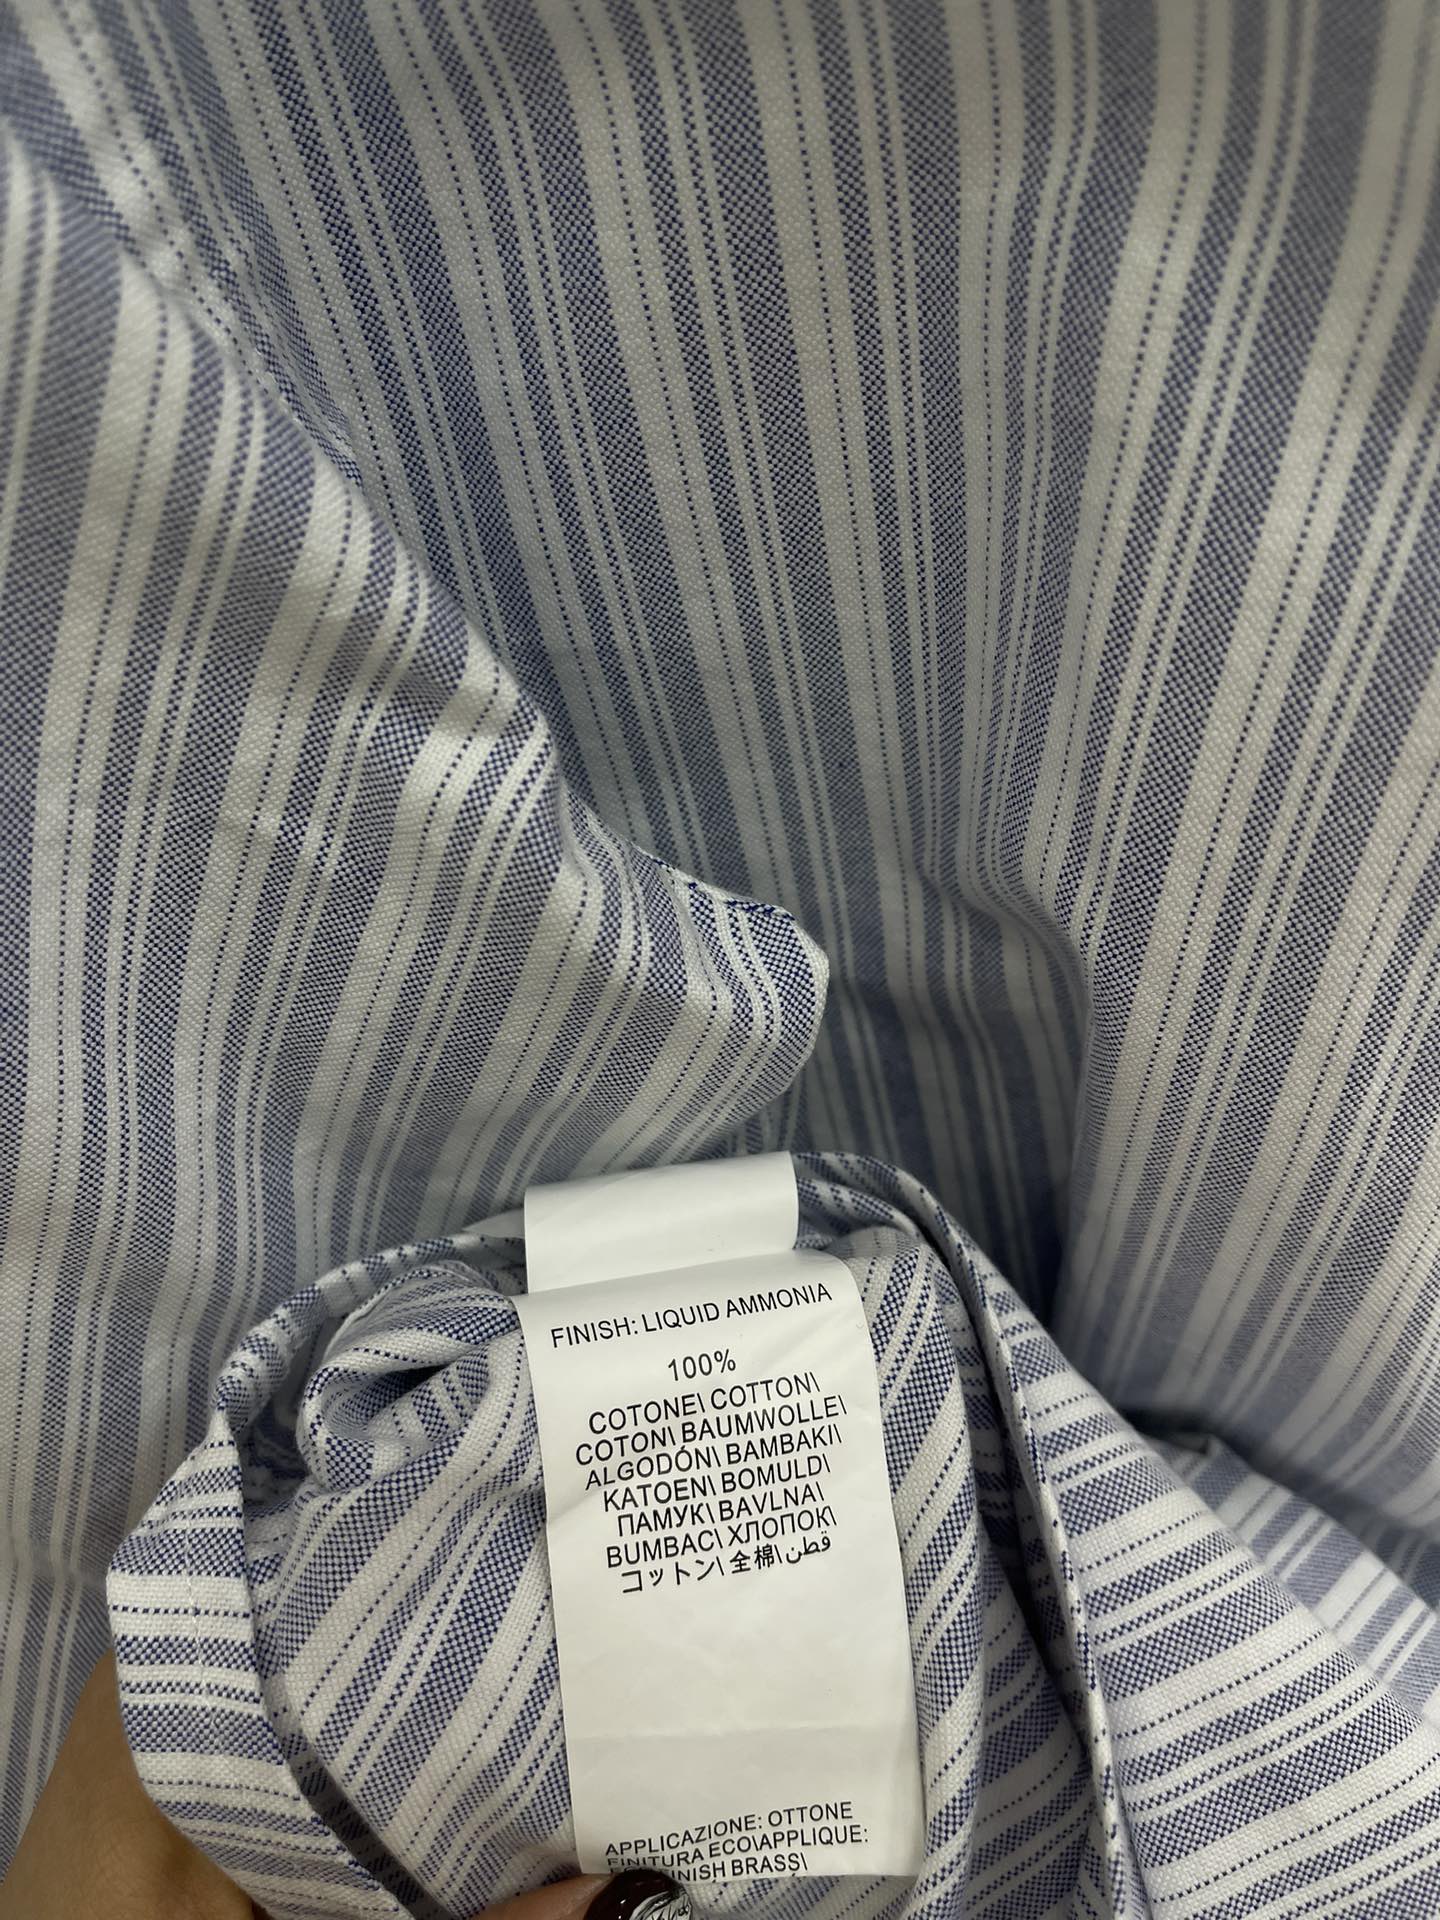 FINISH: LIQUID AMMONIA
100%
COTONE\ COTTON\
COTON\ BAUMWOLLE\
ALGODÓN\ BAMBAKI\
KATOEN\ BOMULD\
ПАМУК\ BAVLNA\
BUMBAC\ ХЛОПОК\
コットン\ 全棉\ قطن
APPLICAZIONE: OTTONE
FINITURA ECO\APPLIQUE:
FINISH BRASS\